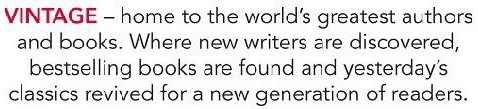 VINTAGE – home to the world's greatest authors
and books. Where new writers are discovered,
bestselling books are found and yesterday's
classics revived for a new generation of readers.